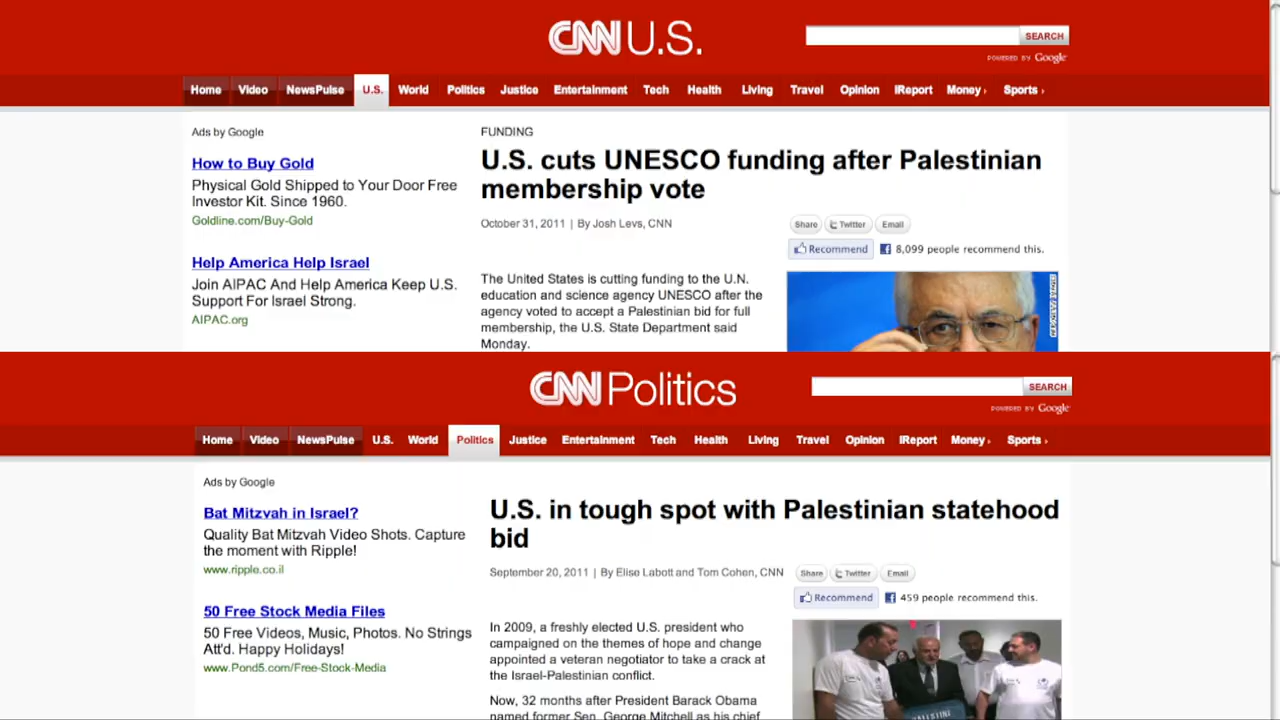 CNN U.S.
SEARCH
POWERED BY Google
Home Video NewsPulse U.S. World Politics Justice Entertainment Tech Health Living Travel Opinion iReport Money › Sports ›
Ads by Google
How to Buy Gold
Physical Gold Shipped to Your Door Free
Investor Kit. Since 1960.
Goldline.com/Buy-Gold
Help America Help Israel
Join AIPAC And Help America Keep U.S.
Support For Israel Strong.
AIPAC.org
FUNDING
U.S. cuts UNESCO funding after Palestinian
membership vote
October 31, 2011 | By Josh Levs, CNN
Share Twitter Email
Recommend 8,099 people recommend this.
The United States is cutting funding to the U.N.
education and science agency UNESCO after the
agency voted to accept a Palestinian bid for full
membership, the U.S. State Department said
Monday.
CNN Politics
SEARCH
POWERED BY Google
Home Video NewsPulse U.S. World Politics Justice Entertainment Tech Health Living Travel Opinion iReport Money › Sports ›
Ads by Google
Bat Mitzvah in Israel?
Quality Bat Mitzvah Video Shots. Capture
the moment with Ripple!
www.ripple.co.il
50 Free Stock Media Files
50 Free Videos, Music, Photos. No Strings
Att'd. Happy Holidays!
www.Pond5.com/Free-Stock-Media
U.S. in tough spot with Palestinian statehood
bid
September 20, 2011 | By Elise Labott and Tom Cohen, CNN
Share Twitter Email
Recommend 459 people recommend this.
In 2009, a freshly elected U.S. president who
campaigned on the themes of hope and change
appointed a veteran negotiator to take a crack at
the Israel-Palestinian conflict.
Now, 32 months after President Barack Obama
named former Sen. George Mitchell as his chief
PALESTINE